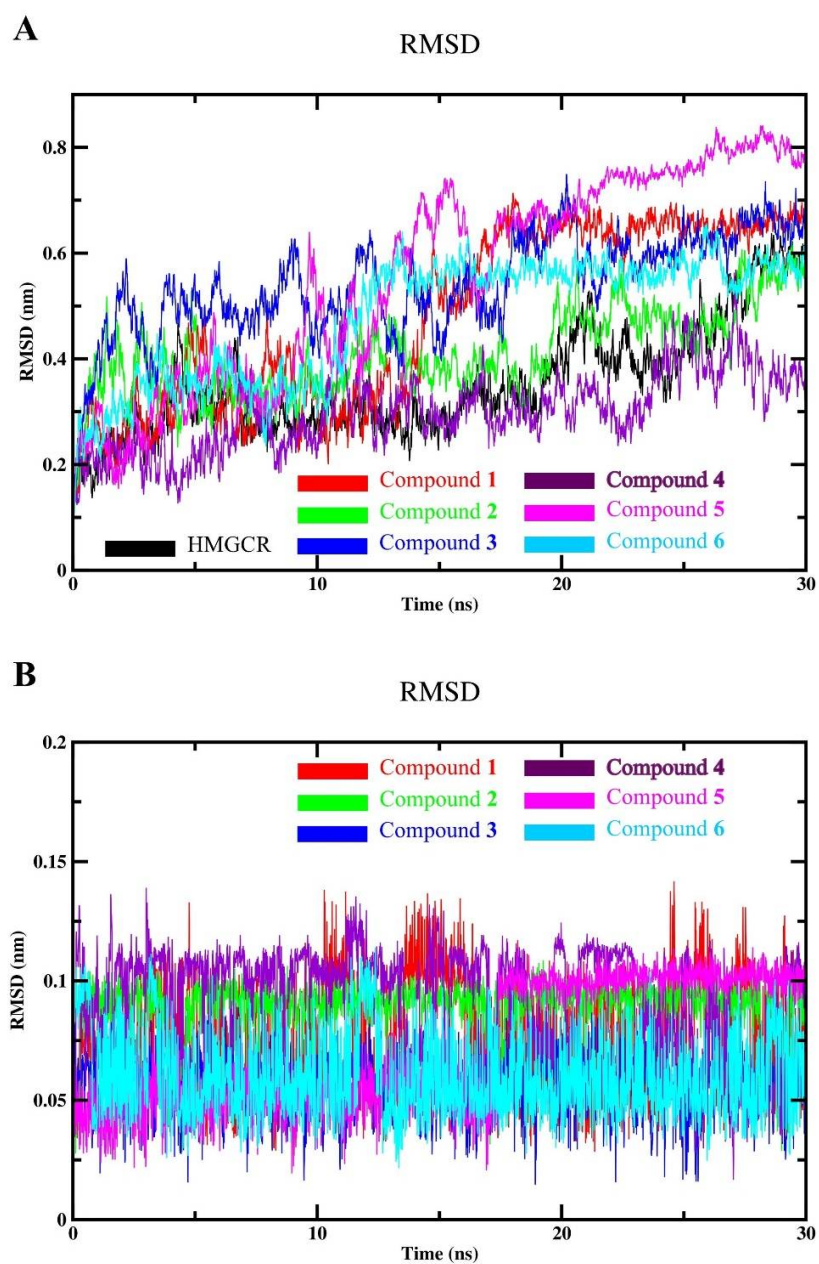 A
RMSD
0.8
0.6
0.4
0.2
0
RMSD (nm)
HMGCR
Compound 1
Compound 2
Compound 3
Compound 4
Compound 5
Compound 6
0 10 20 30
Time (ns)
B
RMSD
0.2
0.15
0.1
0.05
0
RMSD (nm)
Compound 1
Compound 2
Compound 3
Compound 4
Compound 5
Compound 6
0 10 20 30
Time (ns)